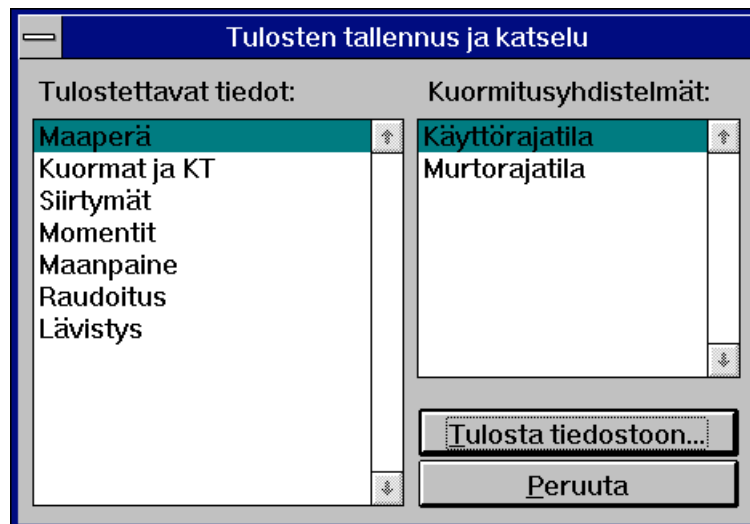 Tulosten tallennus ja katselu
Tulostettavat tiedot:
Maaperä
Kuormat ja KT
Siirtymät
Momentit
Maanpaine
Raudoitus
Lävistys
Kuormitusyhdistelmät:
Käyttörajatila
Murtorajatila
Tulosta tiedostoon...
Peruuta